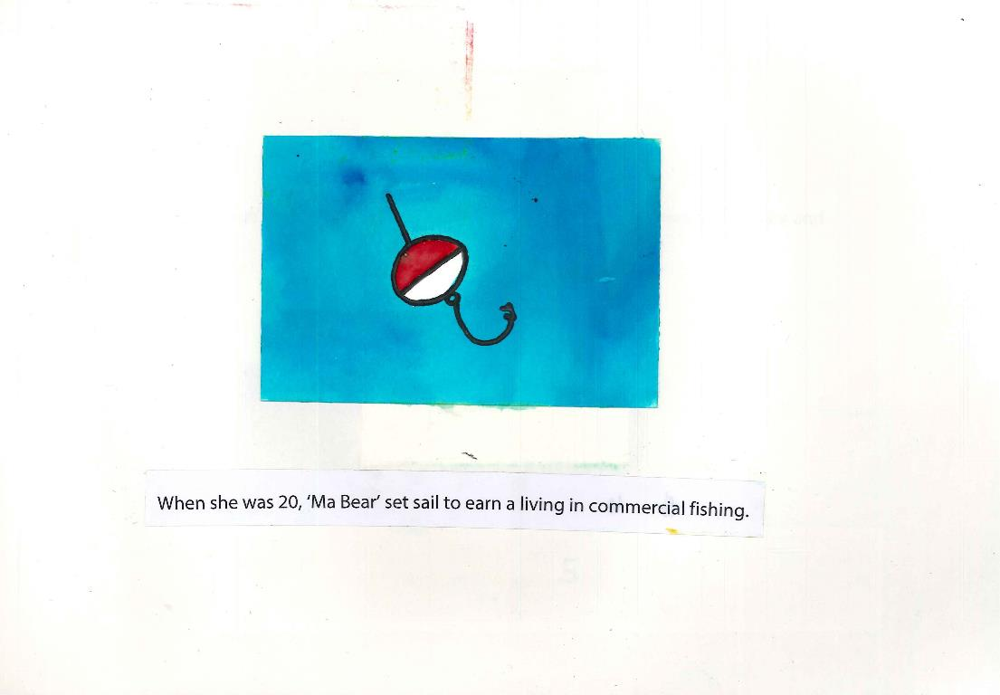 When she was 20, ‘Ma Bear’ set sail to earn a living in commercial fishing.